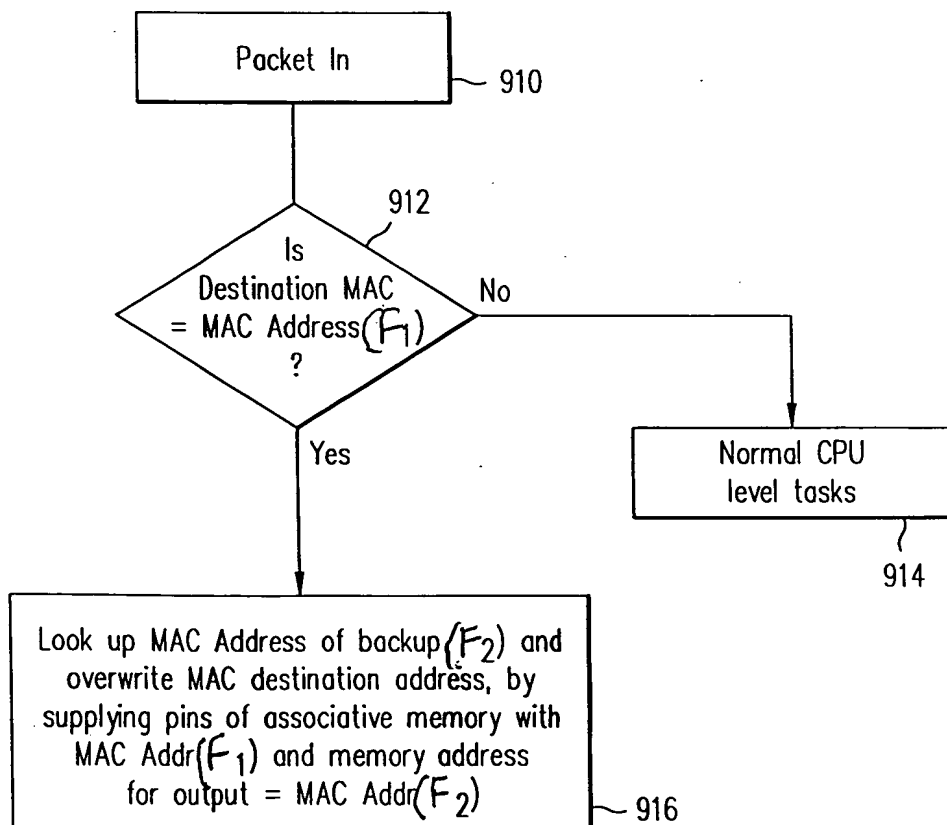 Packet In
910
912
Is
Destination MAC
= MAC Address(F1)
?
No
Yes
Normal CPU
level tasks
914
Look up MAC Address of backup(F2) and
overwrite MAC destination address, by
supplying pins of associative memory with
MAC Addr(F1) and memory address
for output = MAC Addr(F2)
916